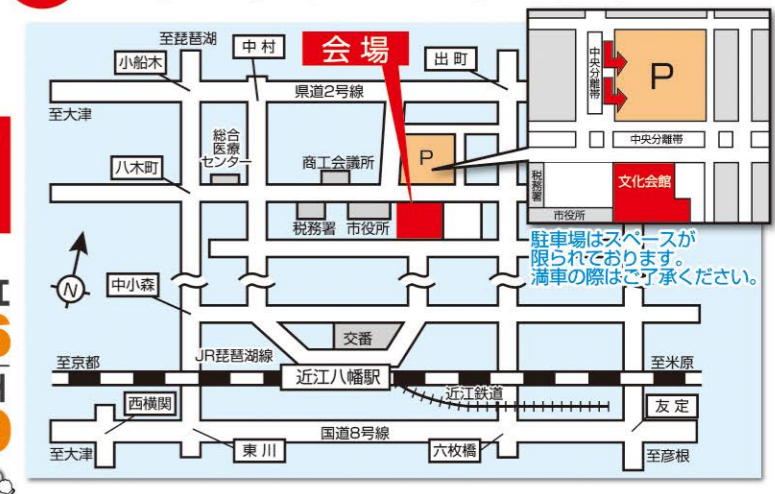 至琵琶湖
中村
会場
出町
小船木
県道2号線
至大津
総合
医療
センター
商工会議所
P
八木町
税務署
市役所
中央分離帯
P
中央分離帯
税務署
文化会館
市役所
駐車場はスペースが
限られております。
満車の際はご了承ください。
N
中小森
交番
至京都
JR琵琶湖線
近江八幡駅
至米原
近江鉄道
西横関
友定
国道8号線
至大津
東川
六枚橋
至彦根